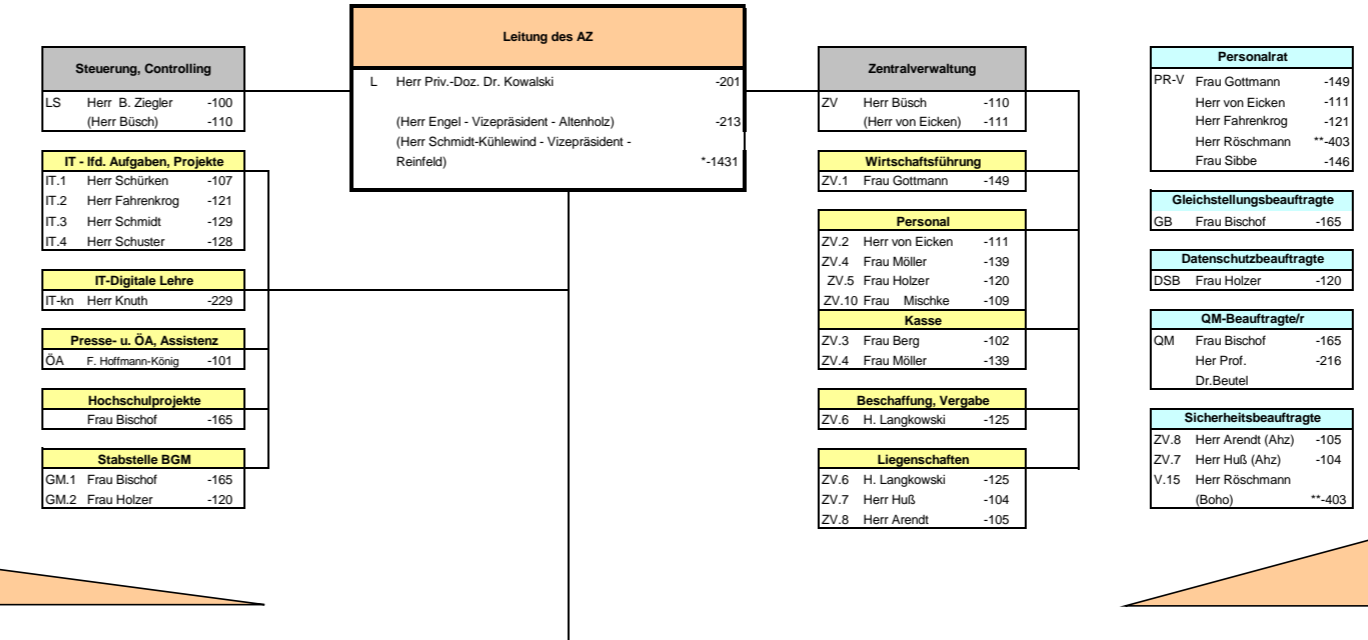 Leitung des AZ
L Herr Priv.-Doz. Dr. Kowalski -201
(Herr Engel - Vizepräsident - Altenholz) -213
(Herr Schmidt-Kühlewind - Vizepräsident -
Reinfeld) *-1431
Steuerung, Controlling
LS Herr B. Ziegler -100
(Herr Büsch) -110
IT - lfd. Aufgaben, Projekte
IT.1 Herr Schürken -107
IT.2 Herr Fahrenkrog -121
IT.3 Herr Schmidt -129
IT.4 Herr Schuster -128
IT-Digitale Lehre
IT-kn Herr Knuth -229
Presse- u. ÖA, Assistenz
ÖA F. Hoffmann-König -101
Hochschulprojekte
Frau Bischof -165
Stabstelle BGM
GM.1 Frau Bischof -165
GM.2 Frau Holzer -120
Zentralverwaltung
ZV Herr Büsch -110
(Herr von Eicken) -111
Wirtschaftsführung
ZV.1 Frau Gottmann -149
Personal
ZV.2 Herr von Eicken -111
ZV.4 Frau Möller -139
ZV.5 Frau Holzer -120
ZV.10 Frau Mischke -109
Kasse
ZV.3 Frau Berg -102
ZV.4 Frau Möller -139
Beschaffung, Vergabe
ZV.6 H. Langkowski -125
Liegenschaften
ZV.6 H. Langkowski -125
ZV.7 Herr Huß -104
ZV.8 Herr Arendt -105
Personalrat
PR-V Frau Gottmann -149
Herr von Eicken -111
Herr Fahrenkrog -121
Herr Röschmann **-403
Frau Sibbe -146
Gleichstellungsbeauftragte
GB Frau Bischof -165
Datenschutzbeauftragte
DSB Frau Holzer -120
QM-Beauftragte/r
QM Frau Bischof -165
Her Prof. -216
Dr.Beutel
Sicherheitsbeauftragte
ZV.8 Herr Arendt (Ahz) -105
ZV.7 Herr Huß (Ahz) -104
V.15 Herr Röschmann
(Boho) **-403